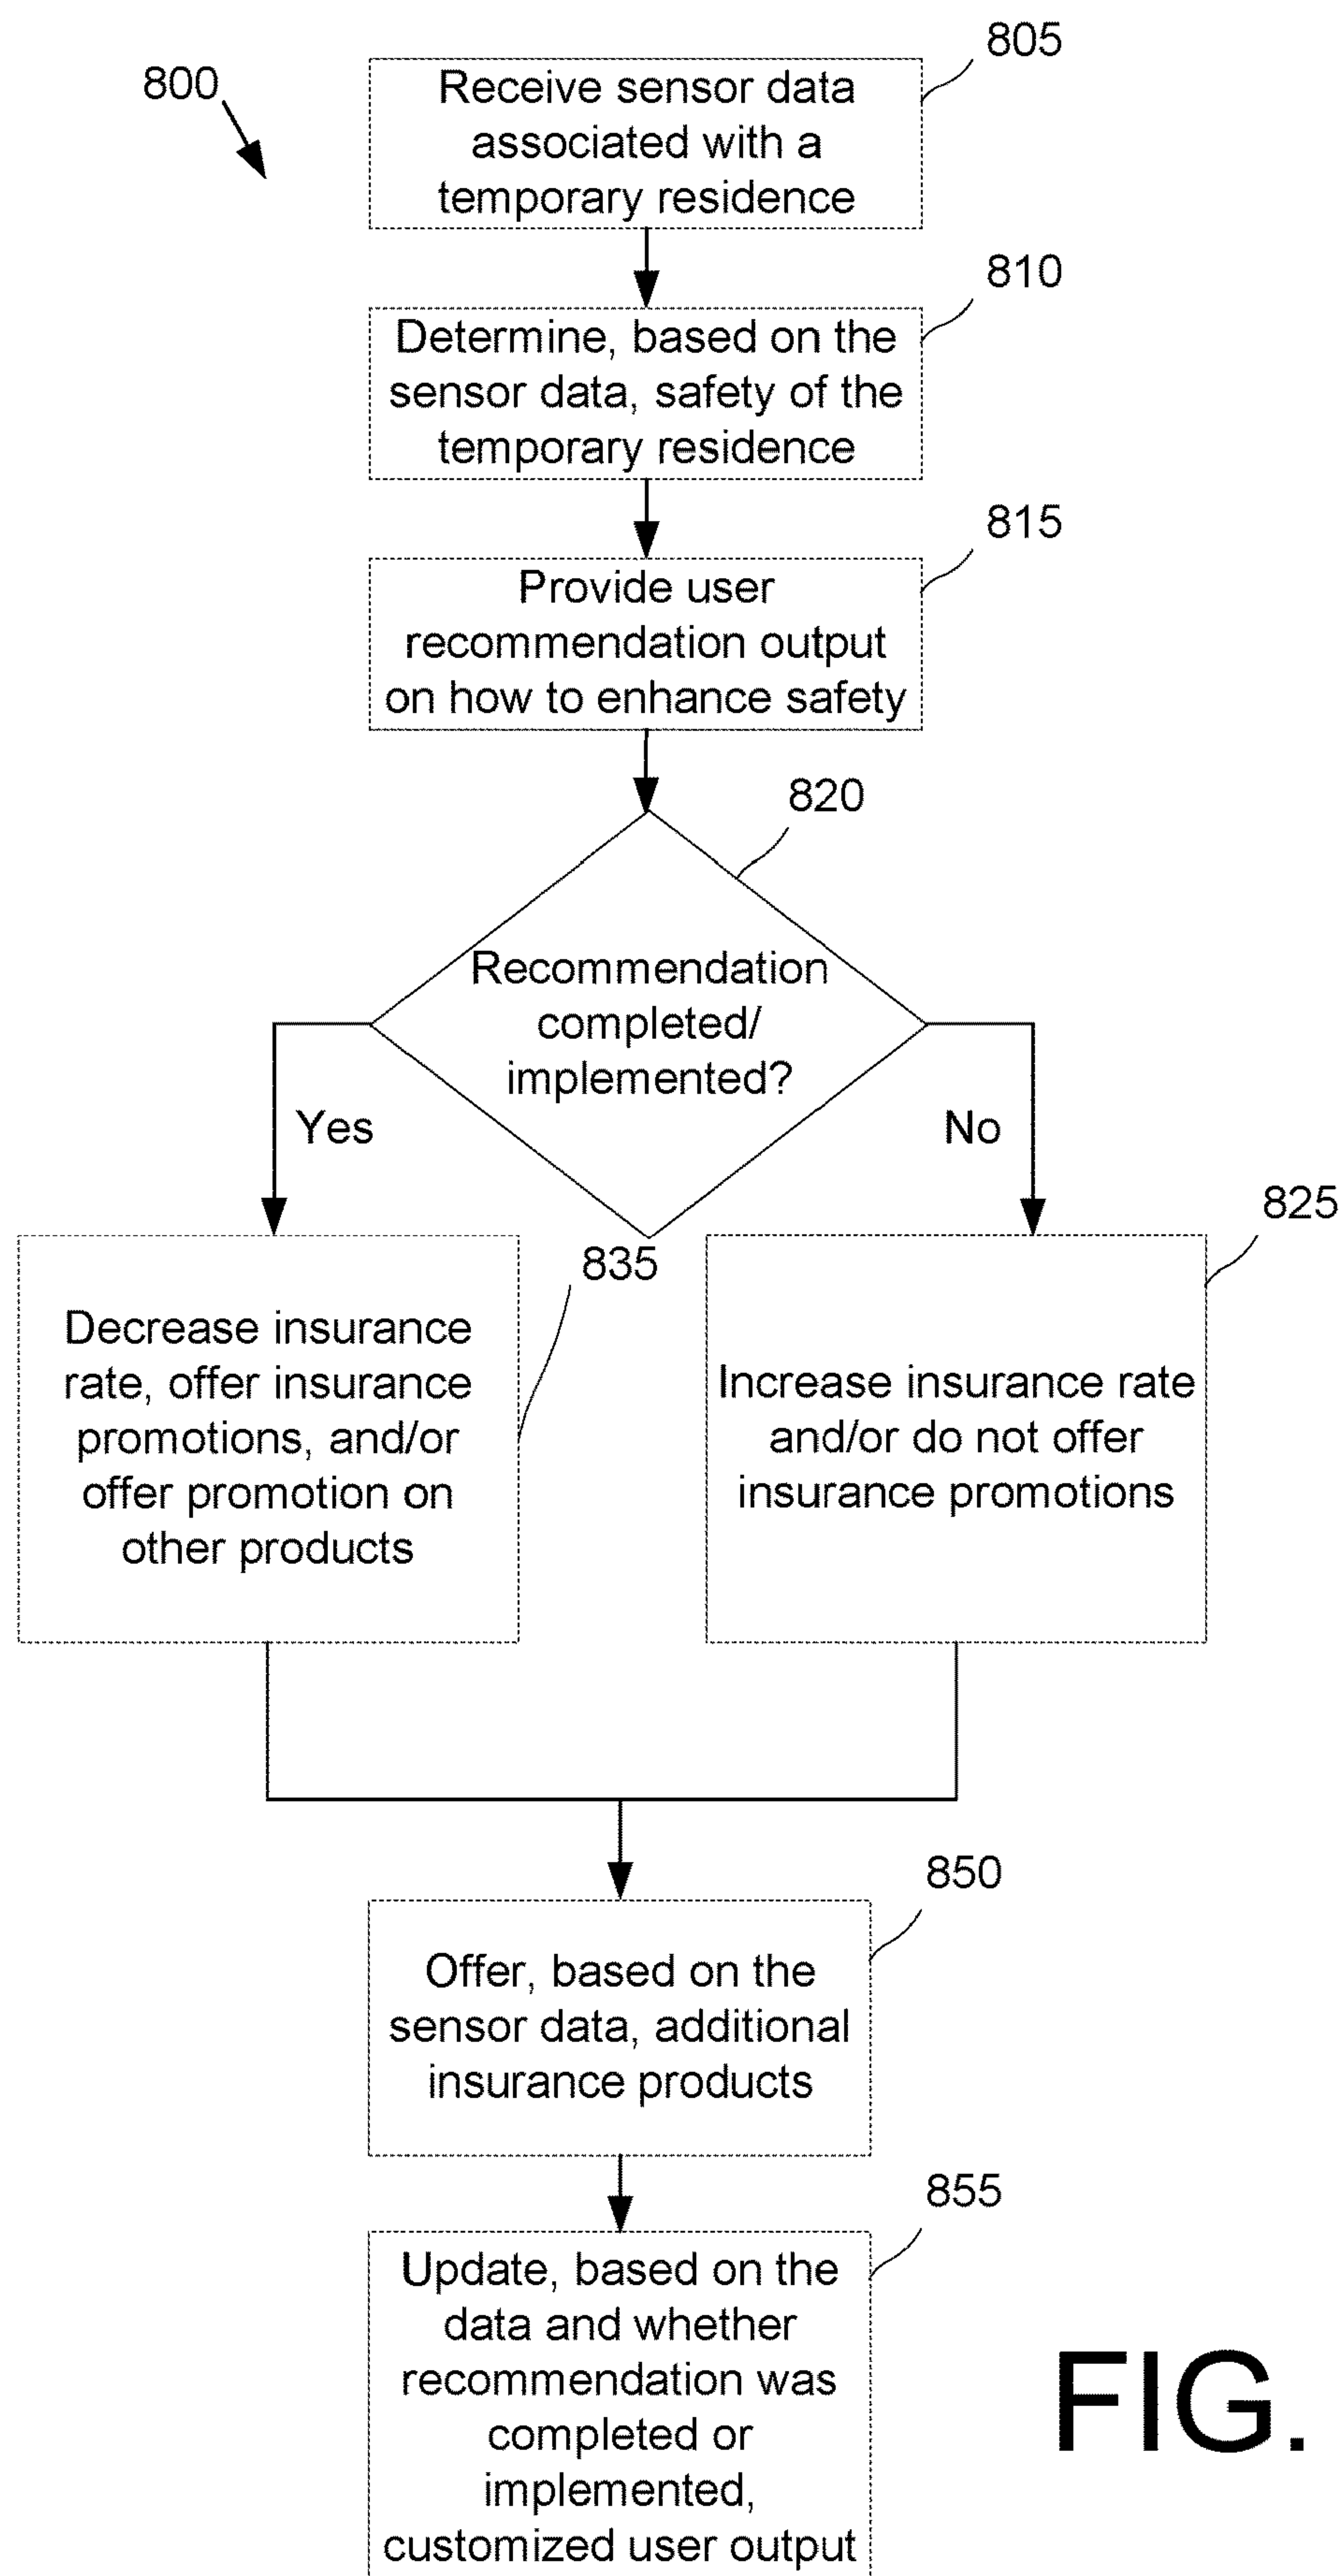 800
805
Receive sensor data
associated with a
temporary residence
810
Determine, based on the
sensor data, safety of the
temporary residence
815
Provide user
recommendation output
on how to enhance safety
820
Recommendation
completed/
implemented?
Yes
No
835
Decrease insurance
rate, offer insurance
promotions, and/or
offer promotion on
other products
825
Increase insurance rate
and/or do not offer
insurance promotions
850
Offer, based on the
sensor data, additional
insurance products
855
Update, based on the
data and whether
recommendation was
completed or
implemented,
customized user output
FIG.